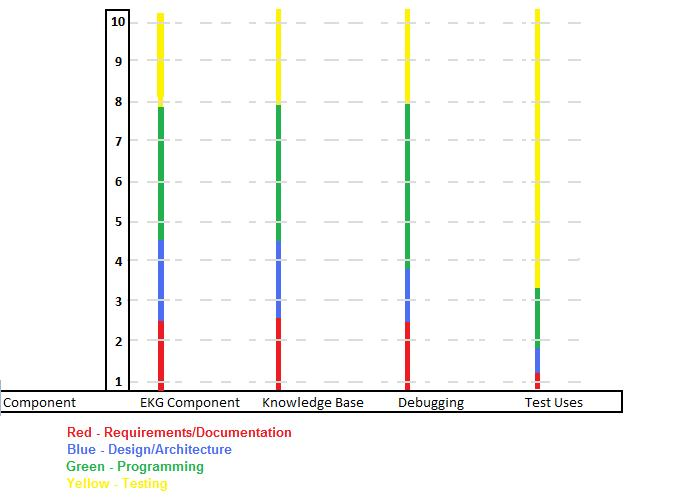 10
9
8
7
6
5
4
3
2
1
Component EKG Component Knowledge Base Debugging Test Uses
Red - Requirements/Documentation
Blue - Design/Architecture
Green - Programming
Yellow - Testing